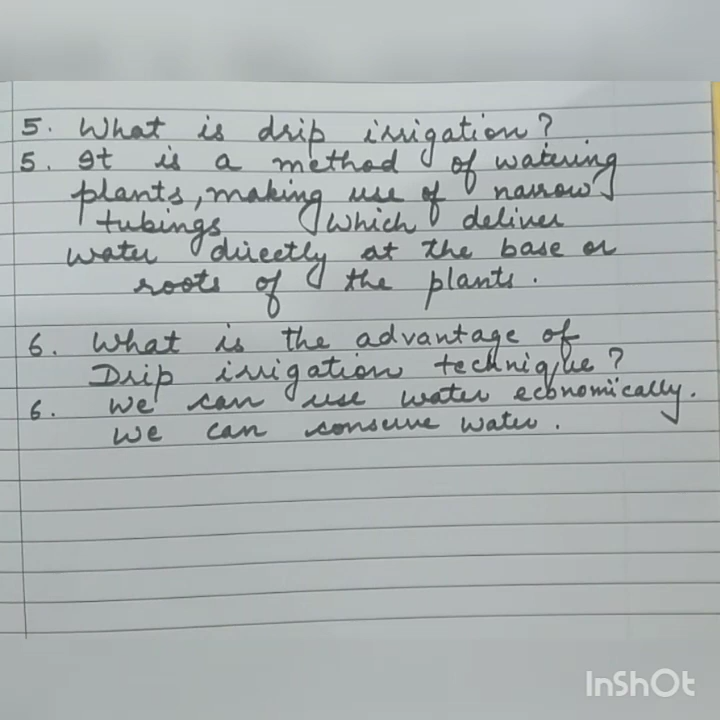 5. What is drip irrigation?
5. It is a method of watering
plants, making use of narrow
tubings which deliver
water directly at the base or
roots of the plants.
6. What is the advantage of
Drip irrigation technique?
6. We can use water economically.
We can conserve water.
InShOt